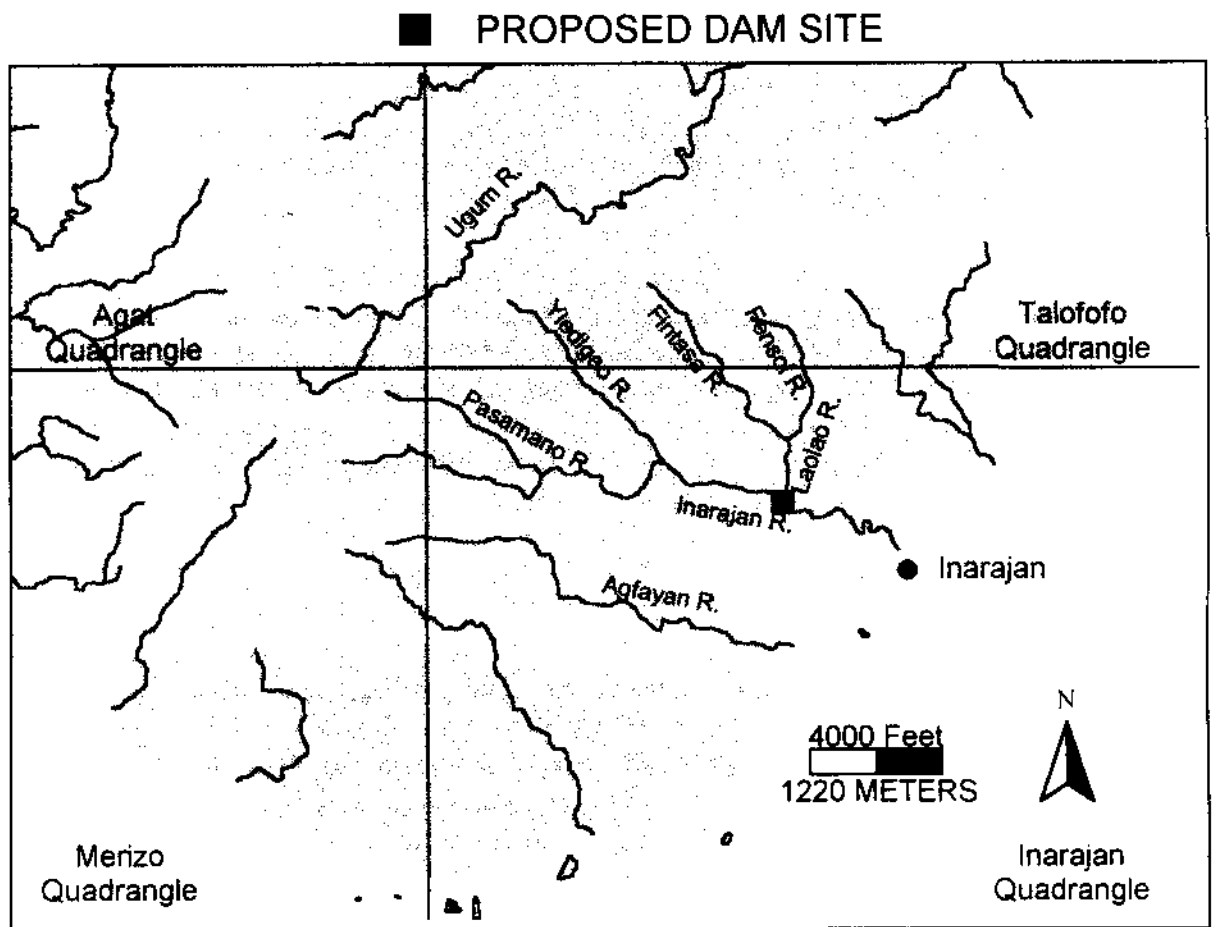 PROPOSED DAM SITE
Ugum R.
Agat
Quadrangle
Yledigao R.
Fintasa R.
Fensol R.
Talofofo
Quadrangle
Pasamano R.
Laolao R.
Inarajan R.
Inarajan
Agfayan R.
N
4000 Feet
1220 METERS
Merizo
Quadrangle
Inarajan
Quadrangle